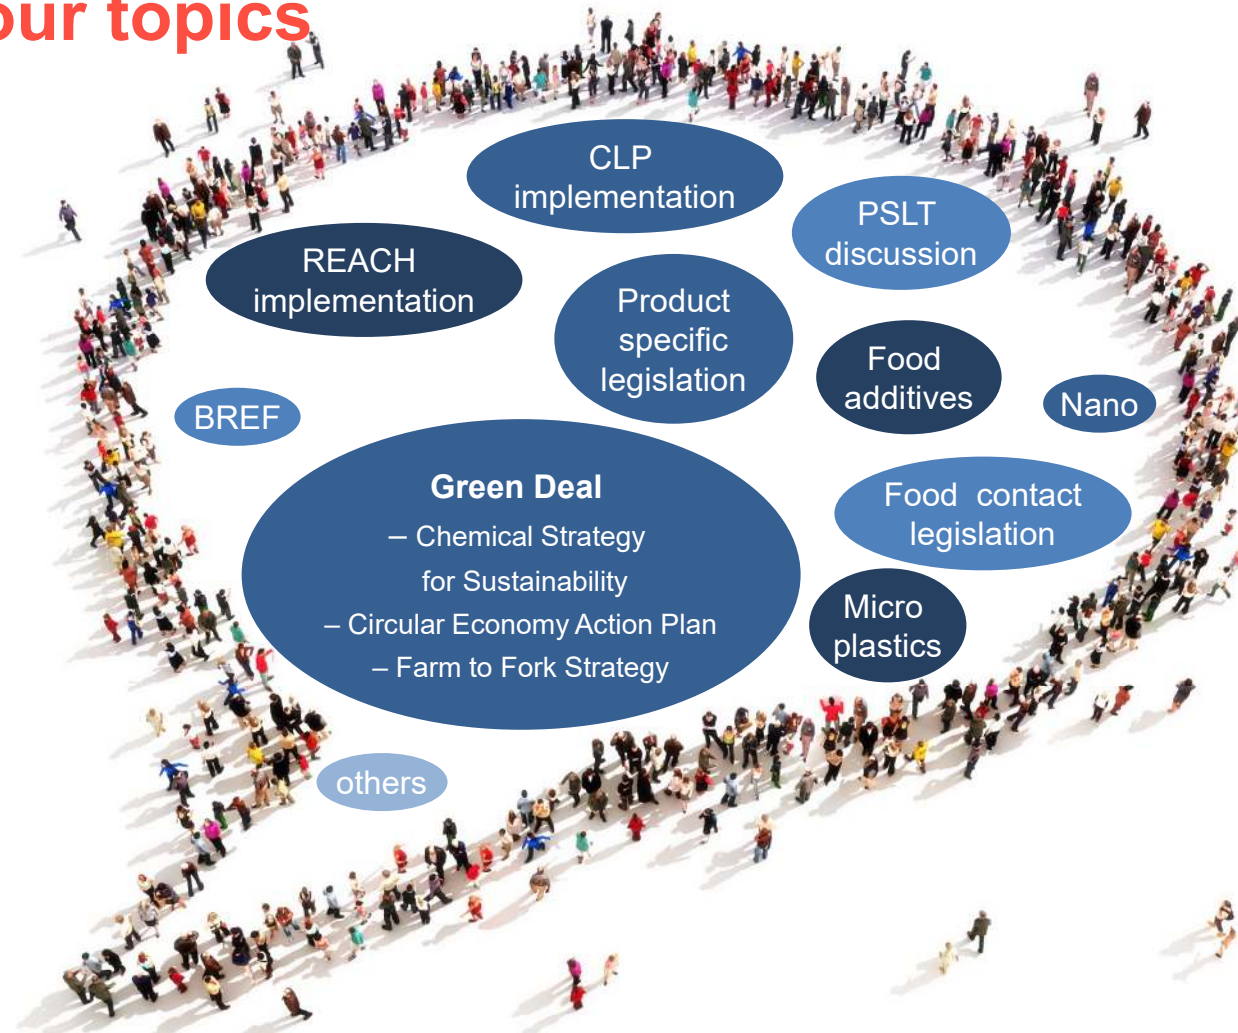 our topics
CLP
implementation
PSLT
discussion
REACH
implementation
Product
specific
legislation
Food
additives
Nano
BREF
Green Deal
– Chemical Strategy
for Sustainability
– Circular Economy Action Plan
– Farm to Fork Strategy
Food contact
legislation
Micro
plastics
others